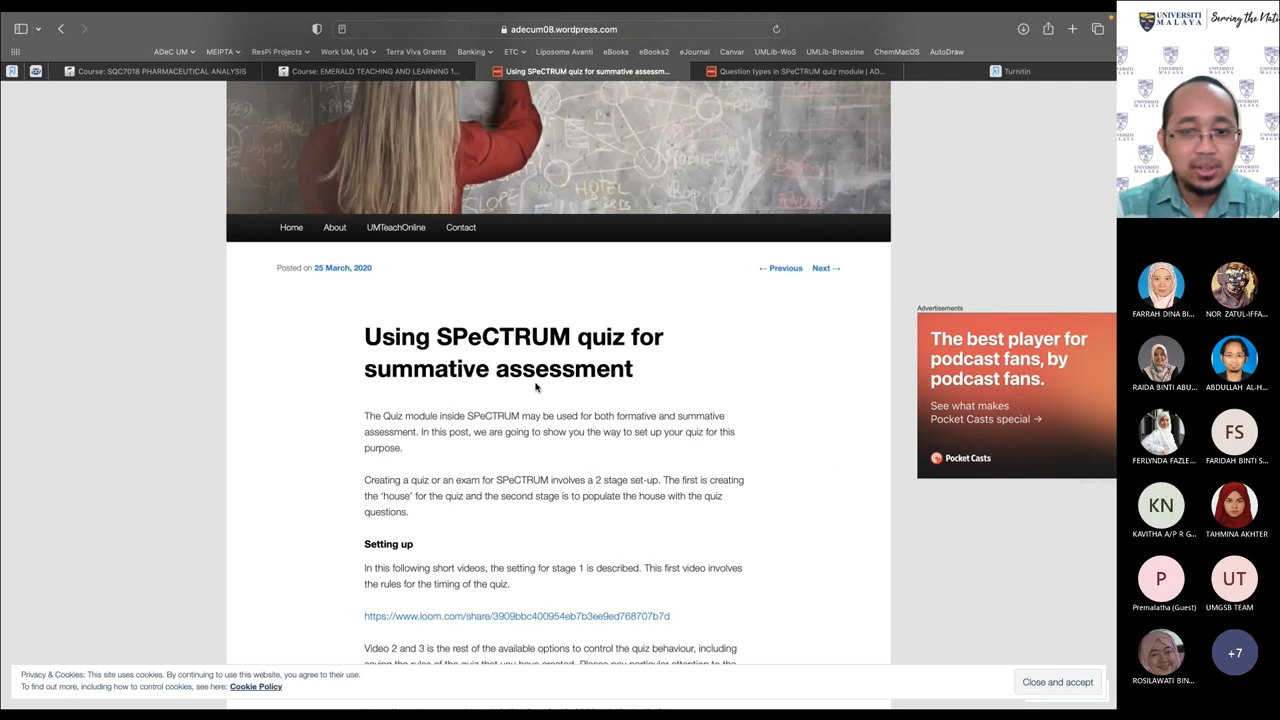 adecum08.wordpress.com
UNIVERSITI
MALAYA
Serving the Nati
ADeC UM MEIPTA ResPi Projects Work UM, UQ Terra Viva Grants Banking ETC Liposome Avanti eBooks eBooks2 eJournal Canvar UMLib-WoS UMLib-Browzine ChemMacOS AutoDraw
Course: SQC7018 PHARMACEUTICAL ANALYSIS
Course: EMERALD TEACHING AND LEARNING 1...
Using SPeCTRUM quiz for summative assessm...
Question types in SPeCTRUM quiz module | AD...
Turnitin
Home About UMTeachOnline Contact
Posted on 25 March, 2020
← Previous Next →
Using SPeCTRUM quiz for
summative assessment
The Quiz module inside SPeCTRUM may be used for both formative and summative
assessment. In this post, we are going to show you the way to set up your quiz for this
purpose.
Creating a quiz or an exam for SPeCTRUM involves a 2 stage set-up. The first is creating
the ‘house’ for the quiz and the second stage is to populate the house with the quiz
questions.
Setting up
In this following short videos, the setting for stage 1 is described. This first video involves
the rules for the timing of the quiz.
https://www.loom.com/share/3909bbc400954eb7b3ee9ed768707b7d
Video 2 and 3 is the rest of the available options to control the quiz behaviour, including
Advertisements
The best player for
podcast fans, by
podcast fans.
See what makes
Pocket Casts special →
Pocket Casts
Privacy & Cookies: This site uses cookies. By continuing to use this website, you agree to their use.
To find out more, including how to control cookies, see here: Cookie Policy
Close and accept
FARRAH DINA BI...
NOR ZATUL-IFFA...
RAIDA BINTI ABU...
ABDULLAH AL-H...
FS
FERLYNDA FAZLE...
FARIDAH BINTI S...
KN
KAVITHA A/P R G...
TAHMINA AKHTER
P
UT
Premalatha (Guest)
UMGSB TEAM
+7
ROSILAWATI BIN...